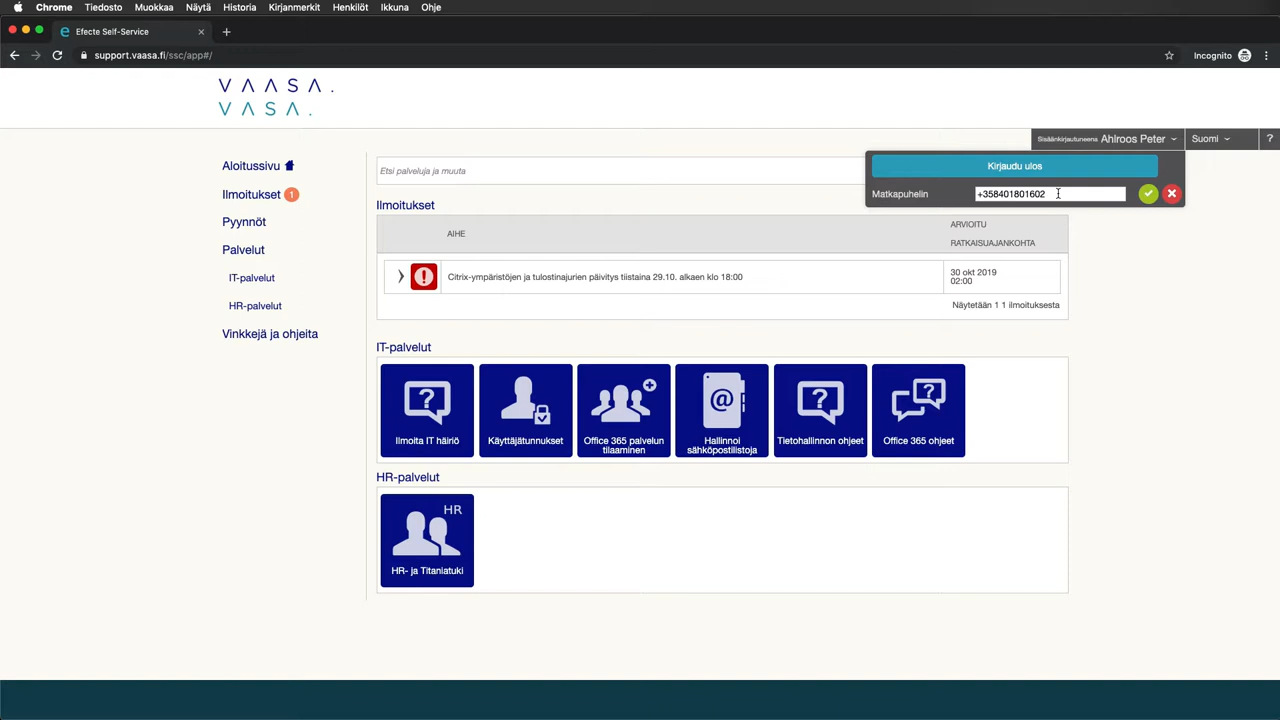 Chrome Tiedosto Muokkaa Näytä Historia Kirjanmerkit Henkilöt Ikkuna Ohje
Efecte Self-Service
support.vaasa.fi/ssc/app#/
Incognito
VAASA.
VASA.
Sisäänkirjautuneena Ahlroos Peter
Suomi
?
Kirjaudu ulos
Matkapuhelin
+358401801602
Aloitussivu
Ilmoitukset 1
Pyynnöt
Palvelut
IT-palvelut
HR-palvelut
Vinkkejä ja ohjeita
Etsi palveluja ja muuta
Ilmoitukset
AIHE
ARVIOITU
RATKAISUAJANKOHTA
Citrix-ympäristöjen ja tulostinajurien päivitys tiistaina 29.10. alkaen klo 18:00
30 okt 2019
02:00
Näytetään 1 1 ilmoituksesta
IT-palvelut
Ilmoita IT häiriö
Käyttäjätunnukset
Office 365 palvelun
tilaaminen
Hallinnoi
sähköpostilistoja
Tietohallinnon ohjeet
Office 365 ohjeet
HR-palvelut
HR
HR- ja Titaniatuki